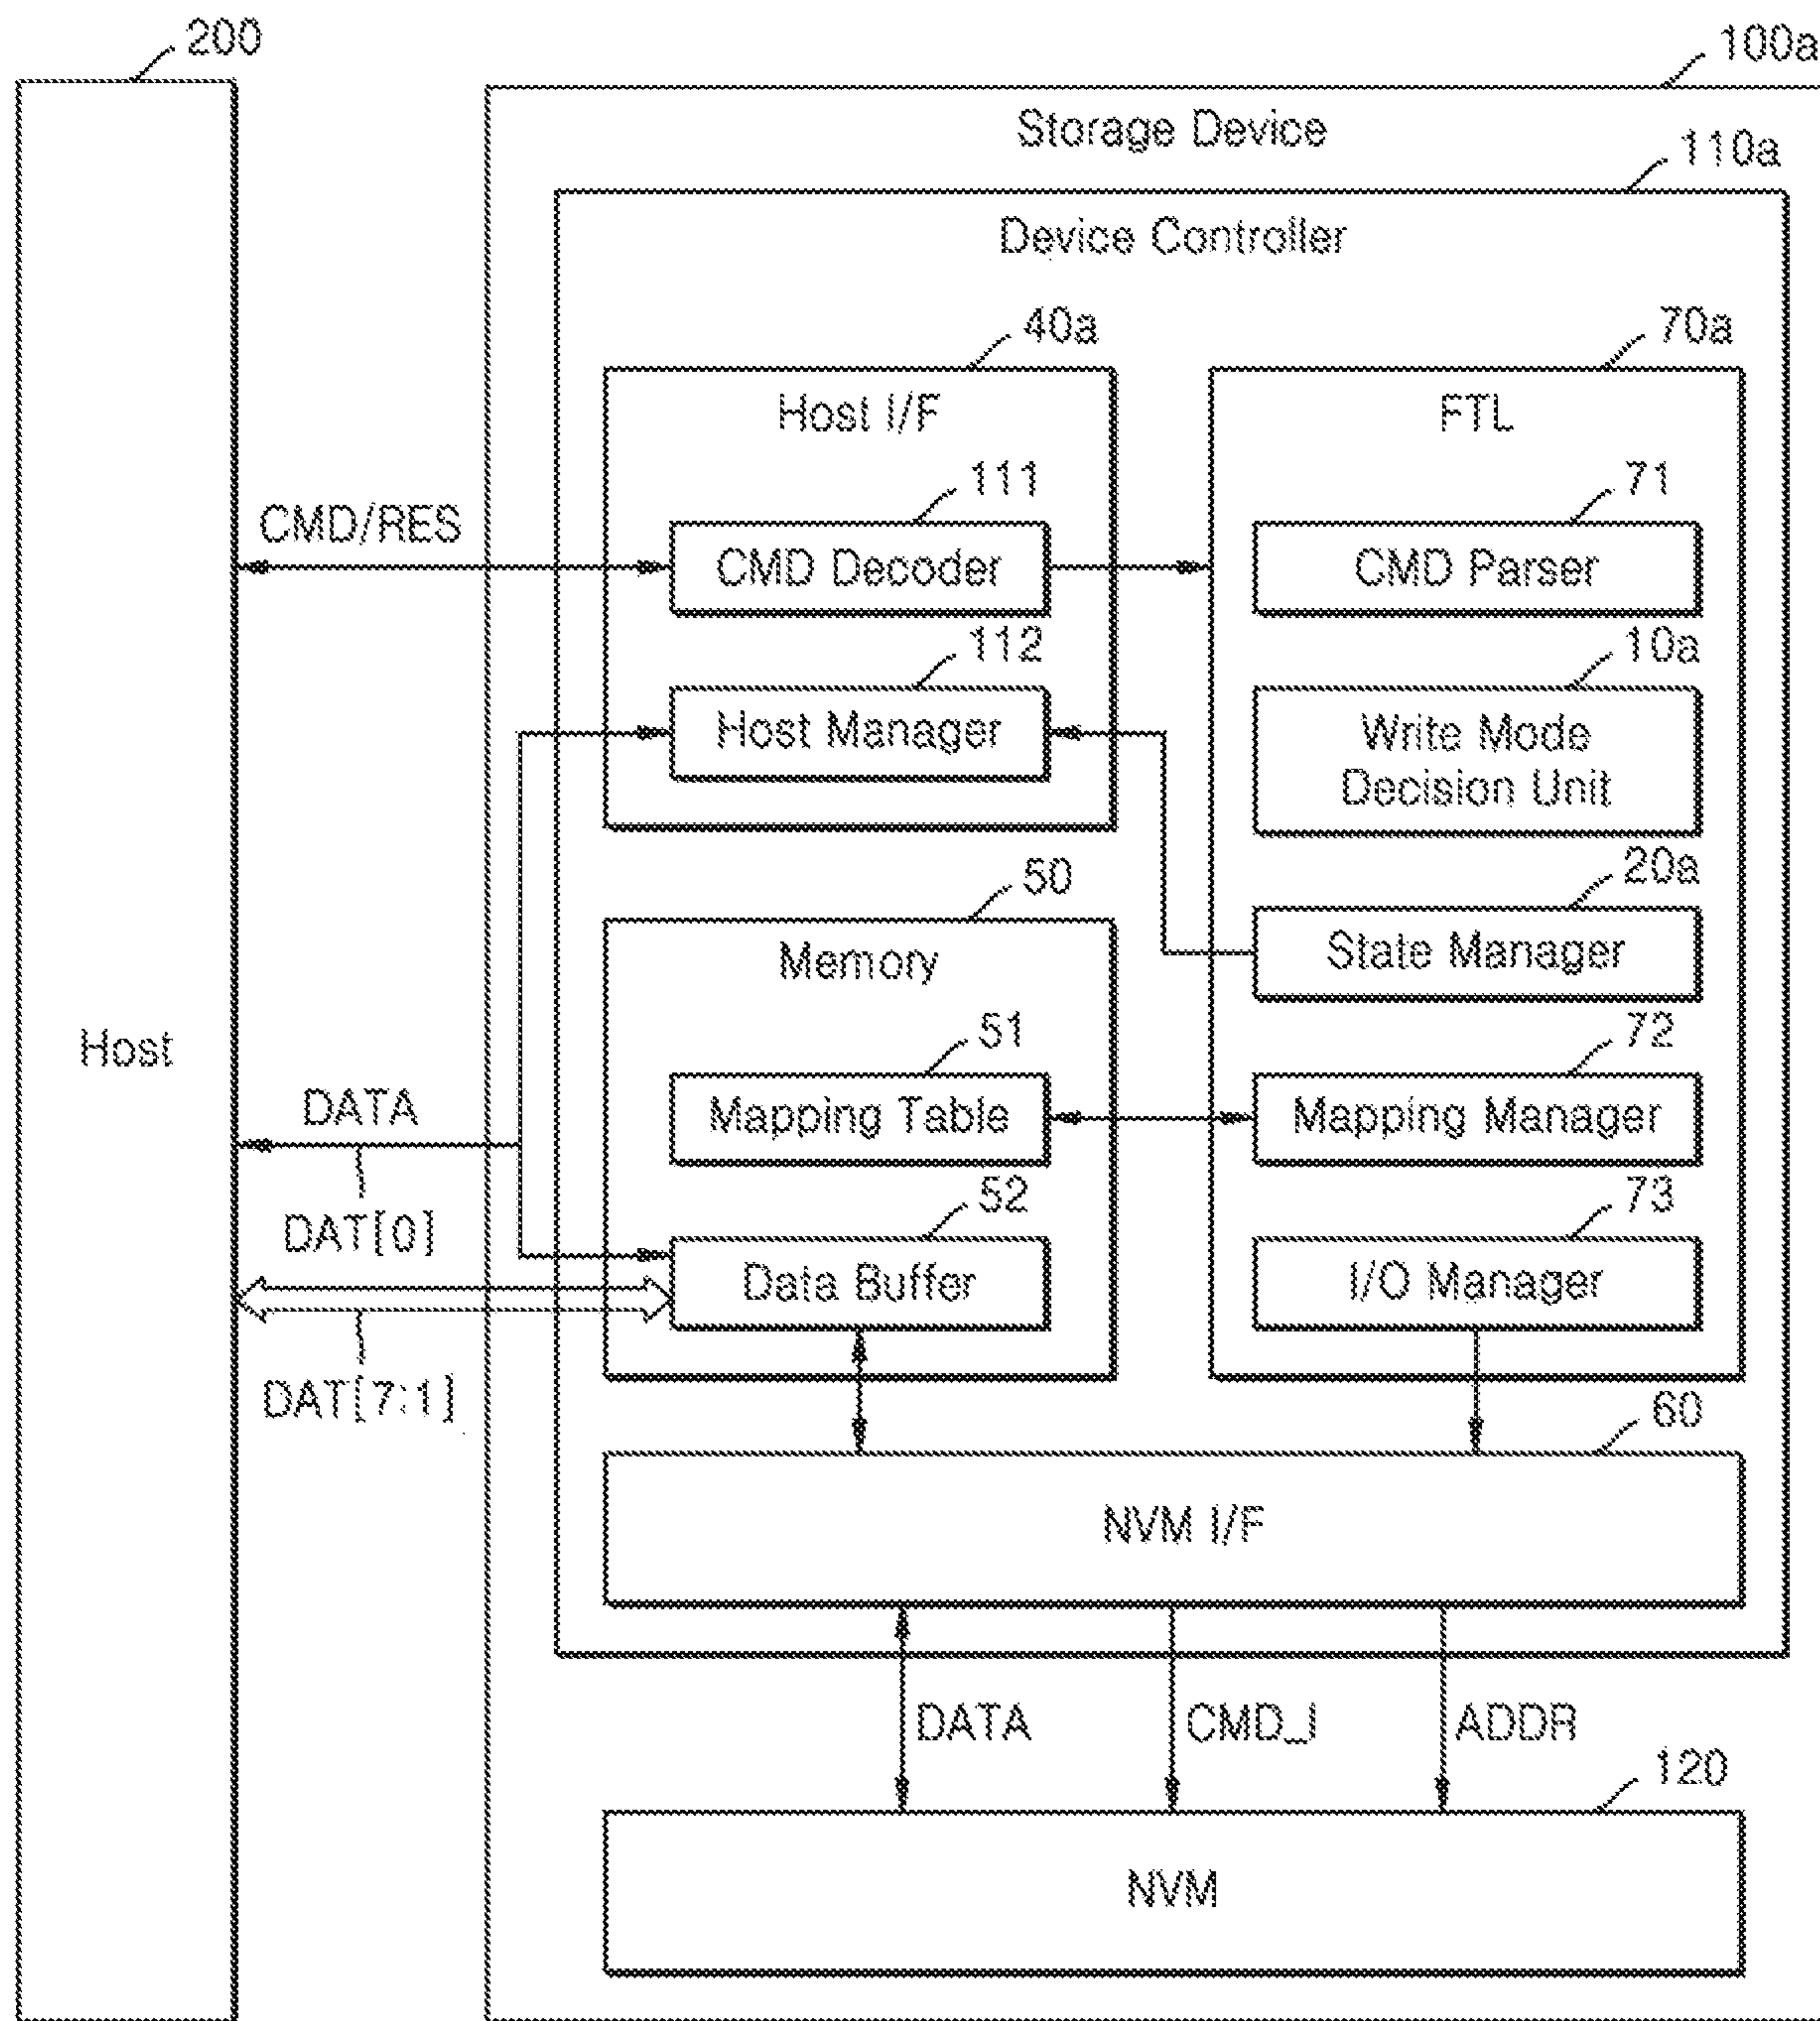 200
100a
Storage Device
110a
Device Controller
40a
70a
Host I/F
FTL
111
71
CMD/RES
CMD Decoder
CMD Parser
112
10a
Host Manager
Write Mode
Decision Unit
50
20a
Memory
State Manager
Host
51
72
DATA
Mapping Table
Mapping Manager
DAT[0]
52
73
Data Buffer
I/O Manager
DAT[7:1]
60
NVM I/F
DATA
CMD_I
ADDR
120
NVM